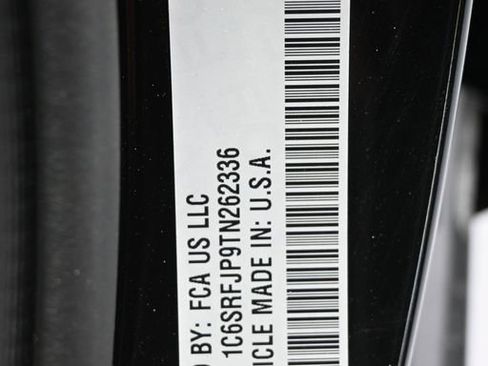 BY: FCA US LLC
1C6SRFJP9TN262336
ICLE MADE IN: U.S.A.